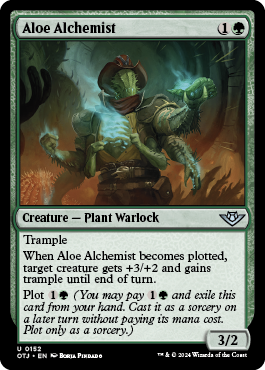 Aloe Alchemist 1
Creature — Plant Warlock
Trample
When Aloe Alchemist becomes plotted,
target creature gets +3/+2 and gains
trample until end of turn.
Plot 1 (You may pay 1 and exile this
card from your hand. Cast it as a sorcery on
a later turn without paying its mana cost.
Plot only as a sorcery.)
3/2
U 0152
OTJ • EN Borja Pindado
™ & © 2024 Wizards of the Coast